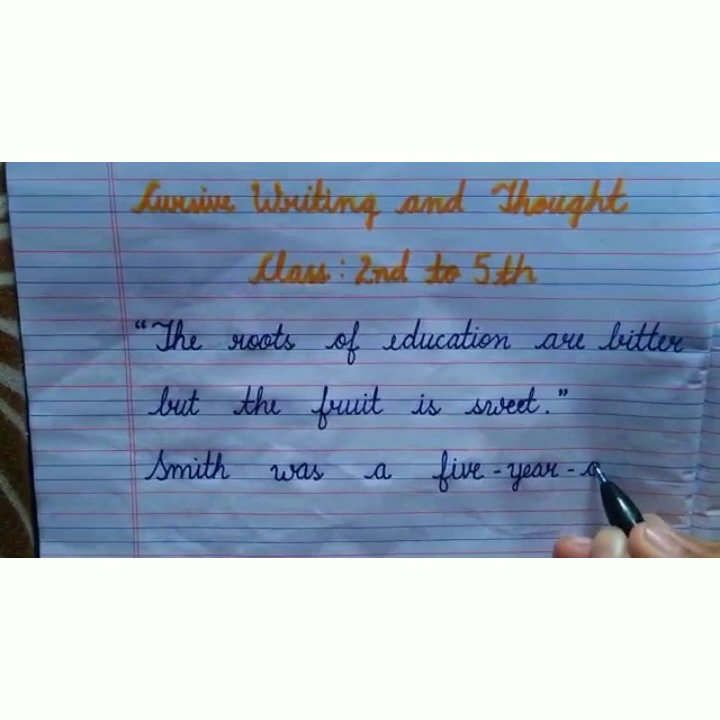 Cursive Writing and Thought
Class : 2nd to 5th
"The roots of education are bitter
but the fruit is sweet."
Smith was a five-year-